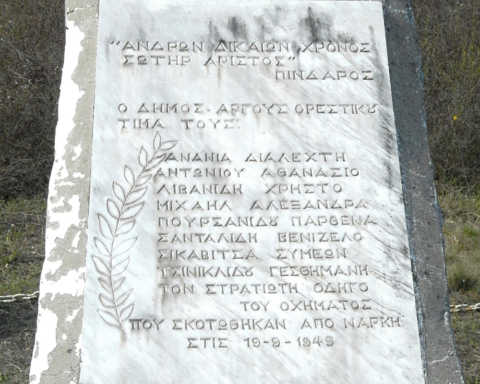 "ΑΝΔΡΩΝ ΔΙΚΑΙΩΝ ΧΡΟΝΟΣ
ΣΩΤΗΡ ΑΡΙΣΤΟΣ"
ΠΙΝΔΑΡΟΣ
Ο ΔΗΜΟΣ ΑΡΓΟΥΣ ΟΡΕΣΤΙΚΟΥ
ΤΙΜΑ ΤΟΥΣ:
ΑΝΑΝΙΑ ΔΙΑΛΕΧΤΗ
ΑΝΤΩΝΙΟΥ ΑΘΑΝΑΣΙΟ
ΛΙΒΑΝΙΔΗ ΧΡΗΣΤΟ
ΜΙΧΑΗΛ ΑΛΕΞΑΝΔΡΑ
ΠΟΥΡΣΑΝΙΔΟΥ ΠΑΡΘΕΝΑ
ΣΑΝΤΑΛΙΔΗ ΒΕΝΙΖΕΛΟ
ΣΙΚΑΒΙΤΣΑ ΣΥΜΕΩΝ
ΤΣΙΝΙΚΛΙΔΟΥ ΓΕΣΘΗΜΑΝΗ
ΤΟΝ ΣΤΡΑΤΙΩΤΗ ΟΔΗΓΟ
ΤΟΥ ΟΧΗΜΑΤΟΣ
ΠΟΥ ΣΚΟΤΩΘΗΚΑΝ ΑΠΟ ΝΑΡΚΗ
ΣΤΙΣ 19-9-1949